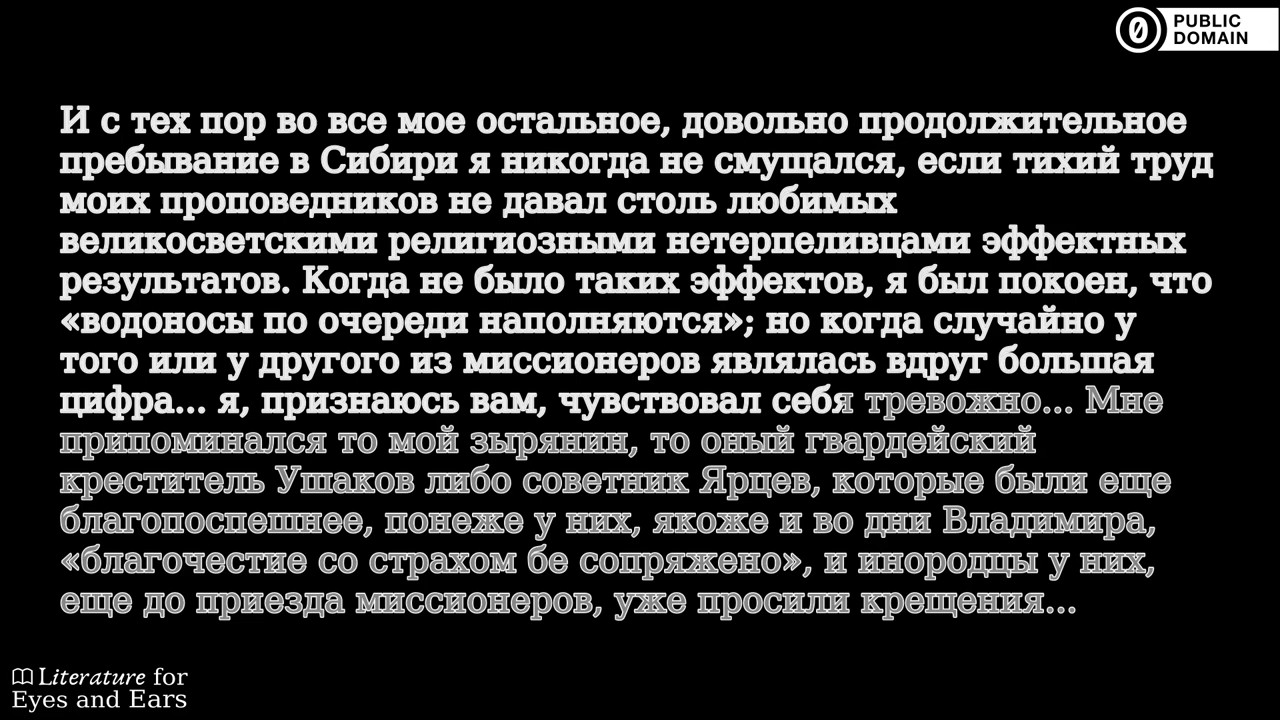 PUBLIC
DOMAIN
И с тех пор во все мое остальное, довольно продолжительное
пребывание в Сибири я никогда не смущался, если тихий труд
моих проповедников не давал столь любимых
великосветскими религиозными нетерпеливцами эффектных
результатов. Когда не было таких эффектов, я был покоен, что
«водоносы по очереди наполняются»; но когда случайно у
того или у другого из миссионеров являлась вдруг большая
цифра... я, признаюсь вам, чувствовал себя тревожно... Мне
припоминался то мой зырянин, то оный гвардейский
креститель Ушаков либо советник Ярцев, которые были еще
благопоспешнее, понеже у них, якоже и во дни Владимира,
«благочестие со страхом бе сопряжено», и инородцы у них,
еще до приезда миссионеров, уже просили крещения...
Literature for
Eyes and Ears